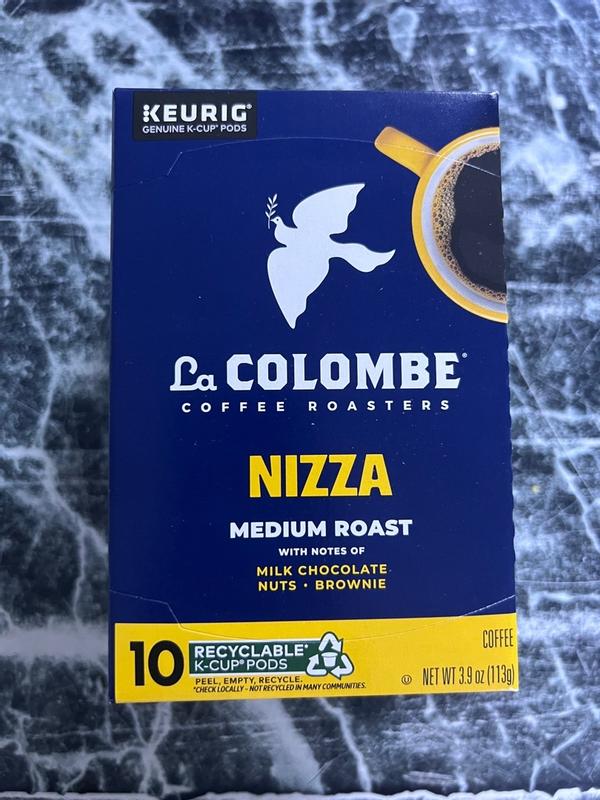 KEURIG®
GENUINE K-CUP® PODS
La COLOMBE®
COFFEE ROASTERS
NIZZA
MEDIUM ROAST
WITH NOTES OF
MILK CHOCOLATE
NUTS • BROWNIE
10 RECYCLABLE*
K-CUP® PODS
PEEL, EMPTY, RECYCLE.
*CHECK LOCALLY – NOT RECYCLED IN MANY COMMUNITIES.
COFFEE
U NET WT 3.9 oz (113g)